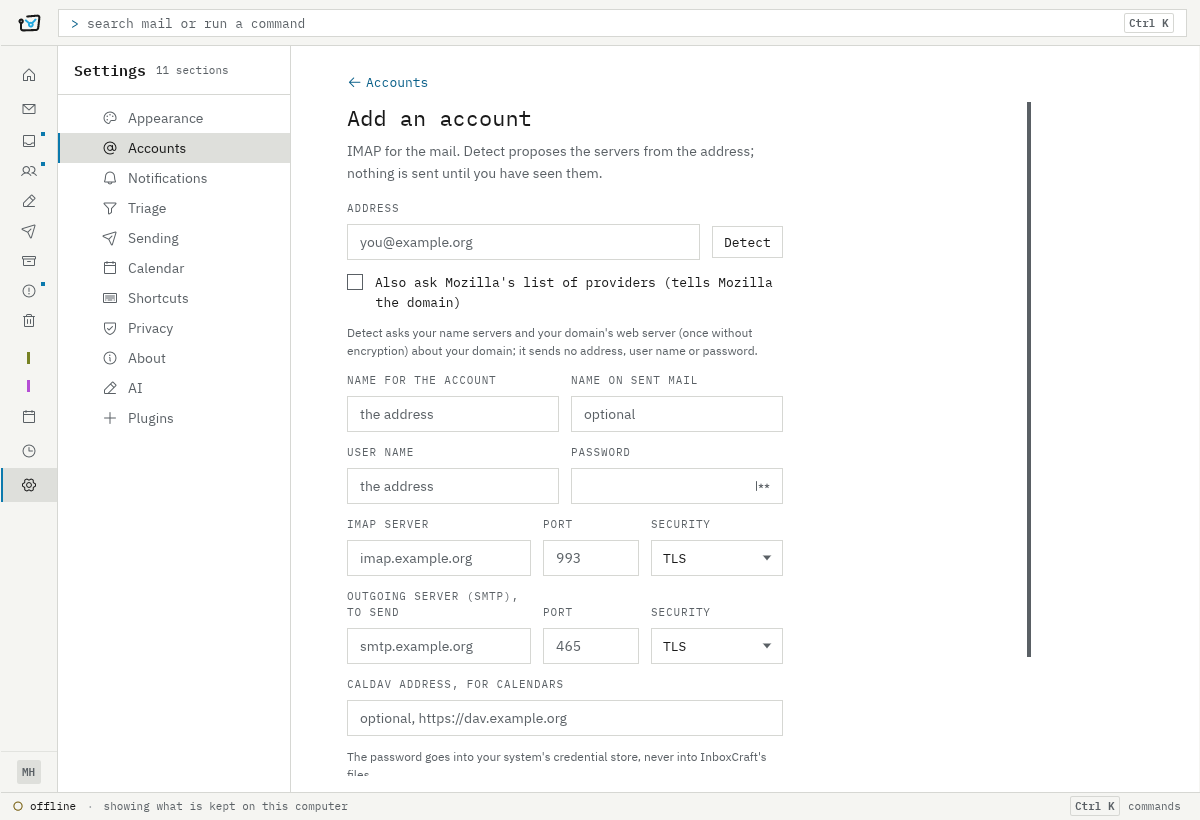 > search mail or run a command
Ctrl K
Settings 11 sections
Appearance
Accounts
Notifications
Triage
Sending
Calendar
Shortcuts
Privacy
About
AI
Plugins
MH
← Accounts
Add an account
IMAP for the mail. Detect proposes the servers from the address;
nothing is sent until you have seen them.
ADDRESS
you@example.org
Detect
Also ask Mozilla's list of providers (tells Mozilla
the domain)
Detect asks your name servers and your domain's web server (once without
encryption) about your domain; it sends no address, user name or password.
NAME FOR THE ACCOUNT NAME ON SENT MAIL
the address optional
USER NAME PASSWORD
the address
IMAP SERVER PORT SECURITY
imap.example.org 993 TLS
OUTGOING SERVER (SMTP),
TO SEND PORT SECURITY
smtp.example.org 465 TLS
CALDAV ADDRESS, FOR CALENDARS
optional, https://dav.example.org
The password goes into your system's credential store, never into InboxCraft's
files.
offline · showing what is kept on this computer
Ctrl K commands